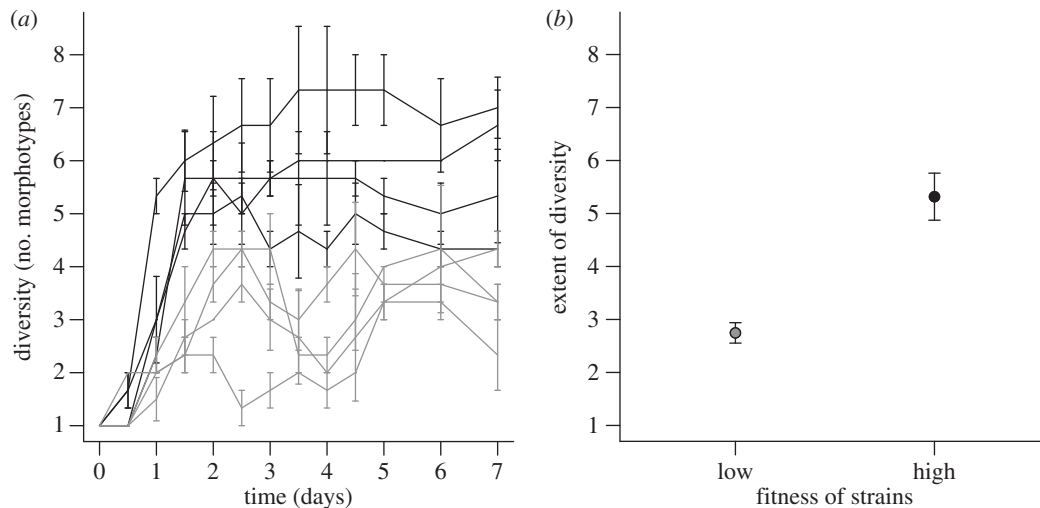 (a)
8
7
6
5
4
3
2
1
diversity (no. morphotypes)
0 1 2 3 4 5 6 7
time (days)
(b)
8
7
6
5
4
3
2
1
extent of diversity
low high
fitness of strains